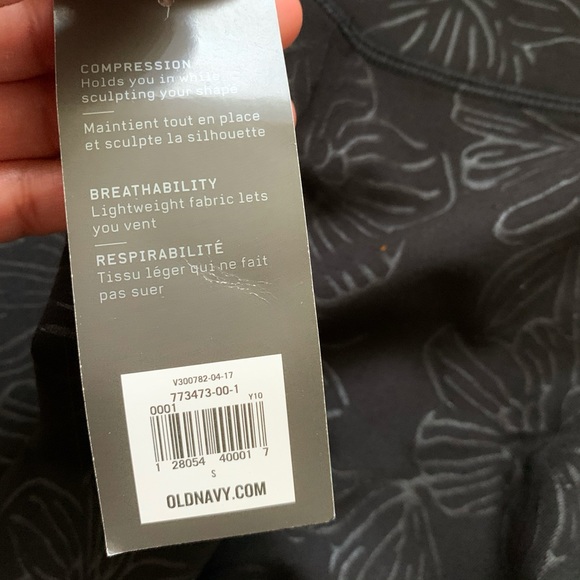 COMPRESSION
Holds you in while
sculpting your shape
Maintient tout en place
et sculpte la silhouette
BREATHABILITY
Lightweight fabric lets
you vent
RESPIRABILITÉ
Tissu léger qui ne fait
pas suer
V300782-04-17
773473-00-1
0001 Y10
1 28054 40001 7
S
OLDNAVY.COM